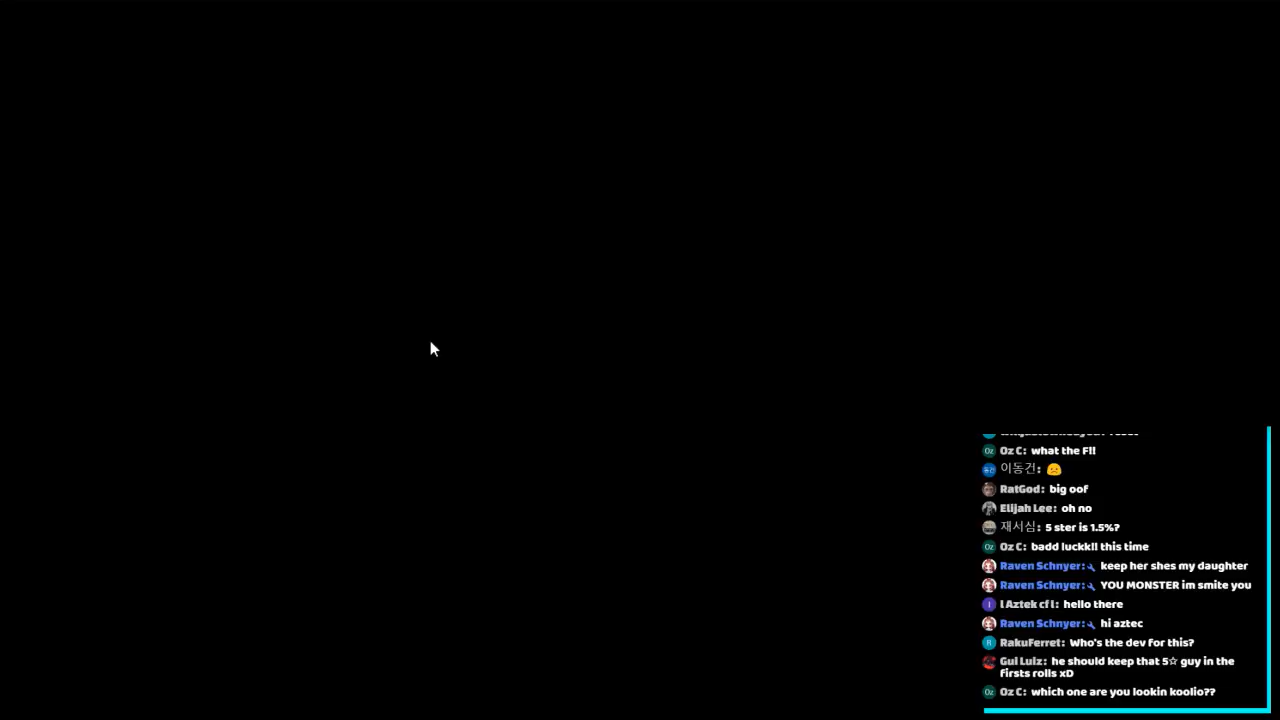 Oz C: what the F!!
이동건:
RatGod: big oof
Elijah Lee: oh no
재서심: 5 ster is 1.5%?
Oz C: badd luckk!! this time
Raven Schnyer: keep her shes my daughter
Raven Schnyer: YOU MONSTER im smite you
l Aztek cf l: hello there
Raven Schnyer: hi aztec
RakuFerret: Who's the dev for this?
Gui Luiz: he should keep that 5☆ guy in the
firsts rolls xD
Oz C: which one are you lookin koolio??